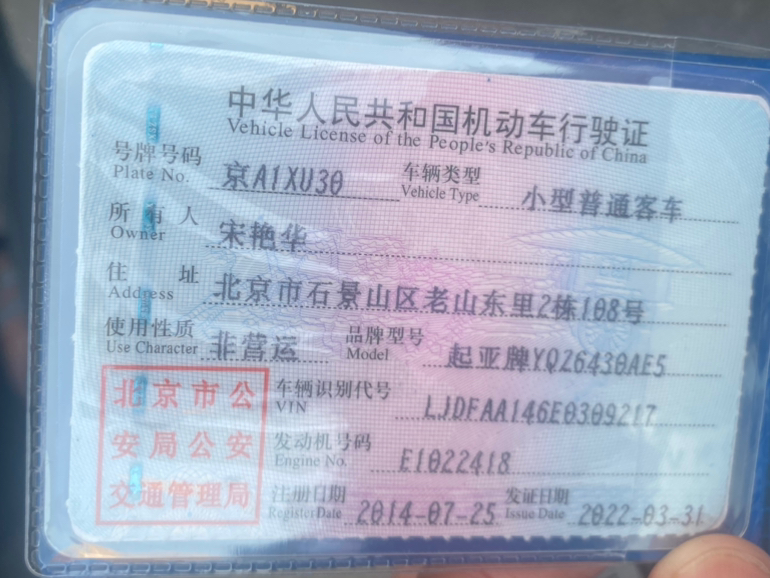 中华人民共和国机动车行驶证
Vehicle License of the People's Republic of China
号牌号码 京A1XU30 车辆类型 小型普通客车
Plate No. Vehicle Type
所有人 宋艳华
Owner
住址 北京市石景山区老山东里2栋108号
Address
使用性质 非营运 品牌型号 起亚牌YQZ6430AE5
Use Character Model
北京市公 车辆识别代号 LJDFAA146E0309217
VIN
安局公安 发动机号码 E1022418
Engine No.
交通管理局 注册日期 2014-07-25 发证日期 2022-03-31
Register Date Issue Date